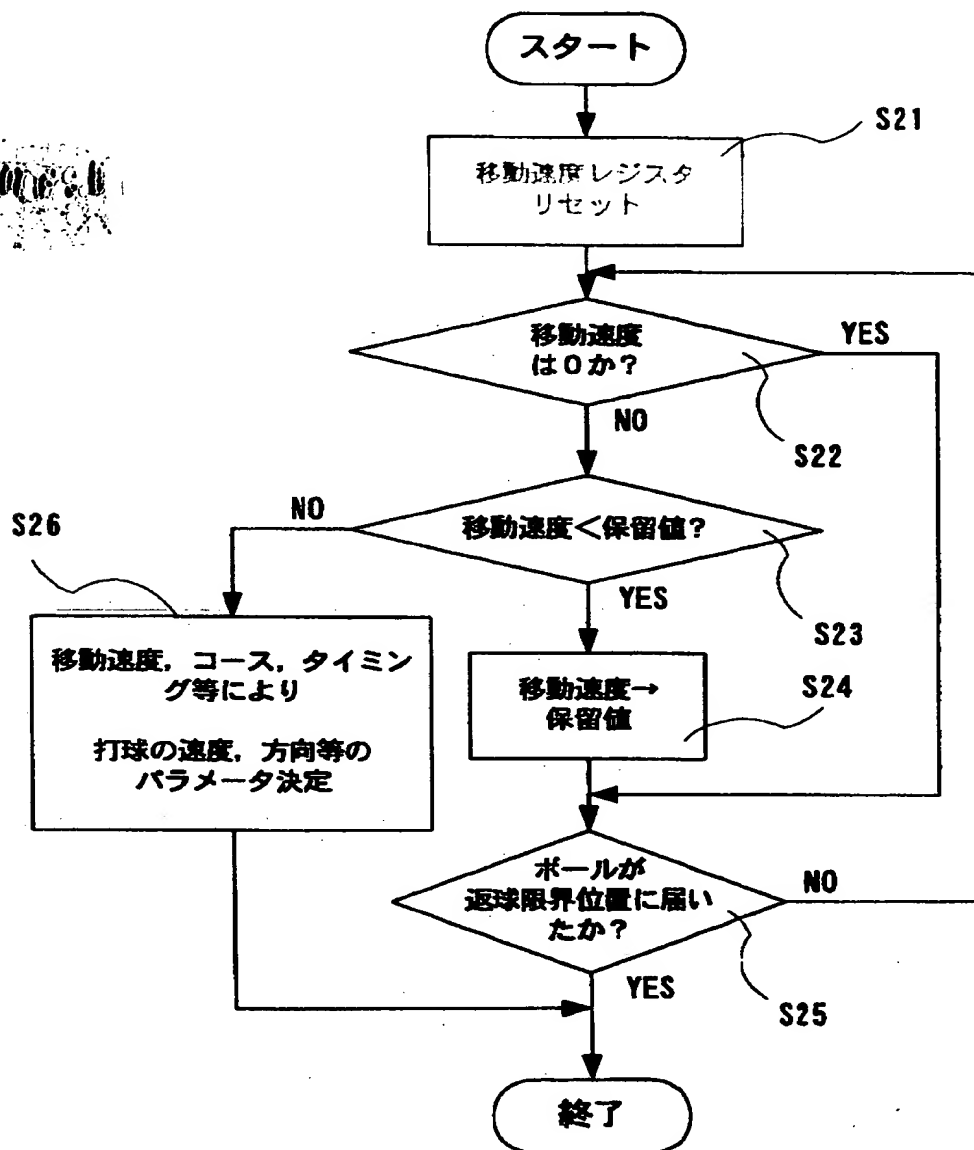 スタート
S21
移動速度レジスタ
リセット
移動速度
は0か？
YES
NO
S22
S26
NO
移動速度＜保留値？
YES
S23
移動速度，コース，タイミン
グ等により
打球の速度，方向等の
パラメータ決定
移動速度→
保留値
S24
ボールが
返球限界位置に届い
たか？
NO
YES
S25
終了